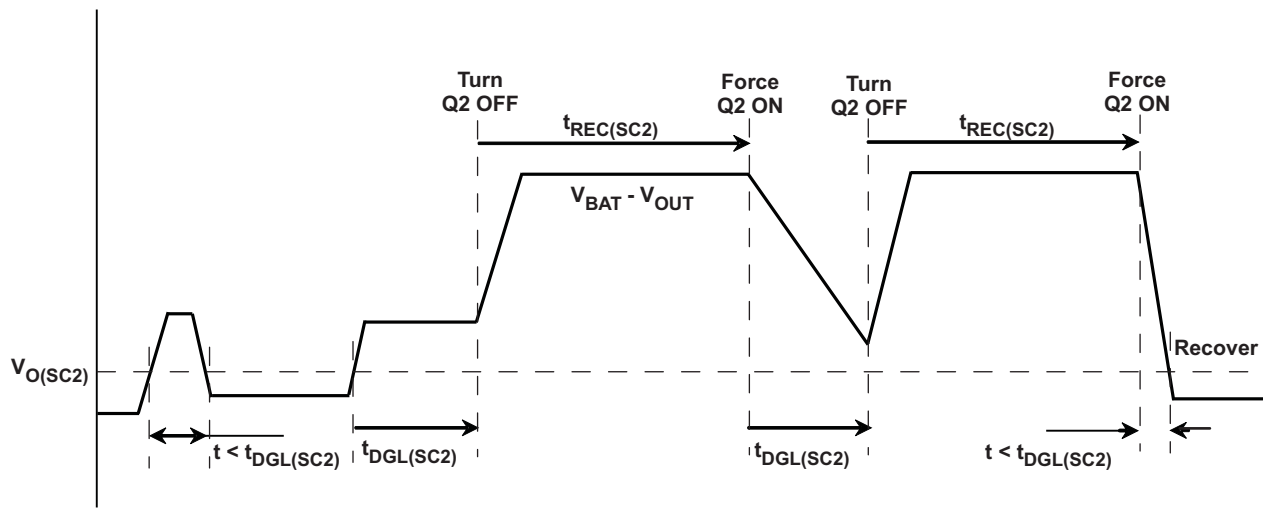 Turn
Q2 OFF
Force
Q2 ON
Turn
Q2 OFF
Force
Q2 ON
tREC(SC2)
tREC(SC2)
VBAT - VOUT
VO(SC2)
Recover
t < tDGL(SC2)
tDGL(SC2)
tDGL(SC2)
t < tDGL(SC2)